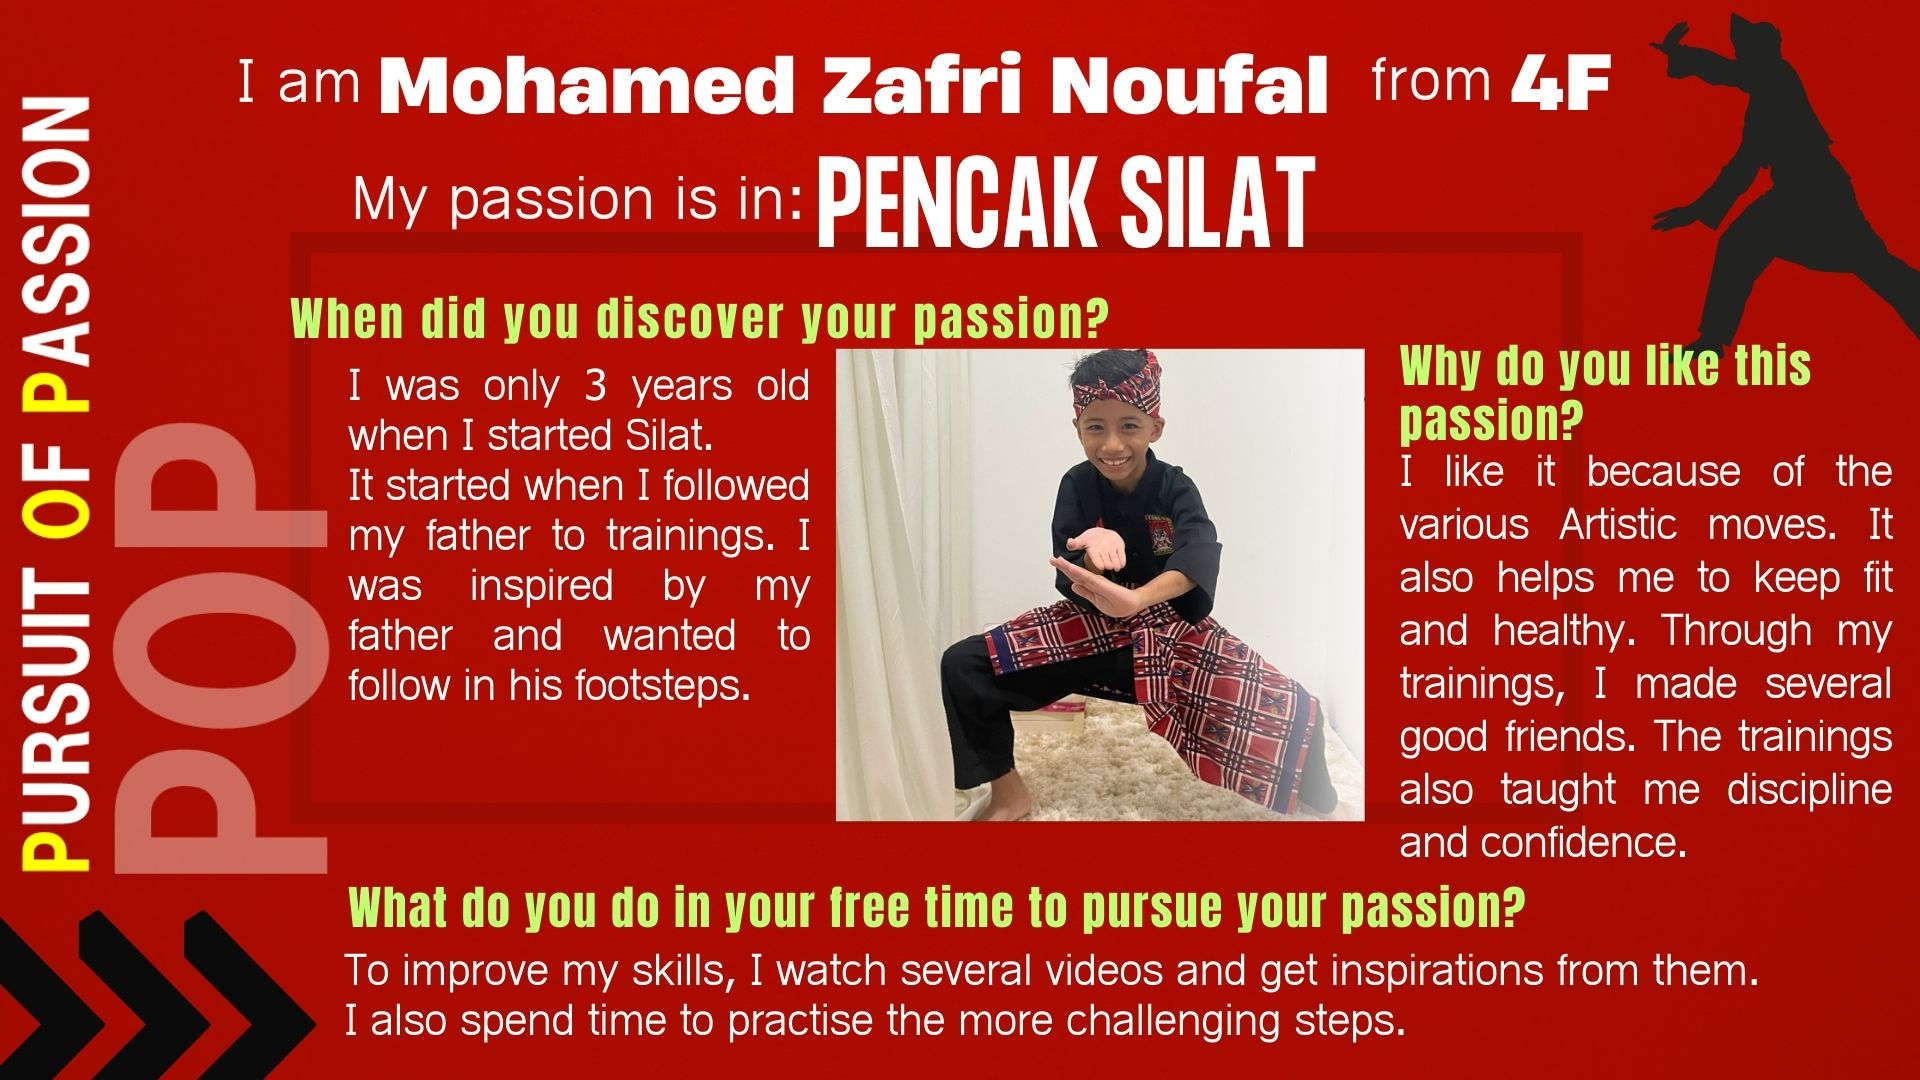 I am Mohamed Zafri Noufal from 4F
My passion is in: PENCAK SILAT
PURSUIT OF PASSION
POP
When did you discover your passion?
I was only 3 years old
when I started Silat.
It started when I followed
my father to trainings. I
was inspired by my
father and wanted to
follow in his footsteps.
Why do you like this
passion?
I like it because of the
various Artistic moves. It
also helps me to keep fit
and healthy. Through my
trainings, I made several
good friends. The trainings
also taught me discipline
and confidence.
What do you do in your free time to pursue your passion?
To improve my skills, I watch several videos and get inspirations from them.
I also spend time to practise the more challenging steps.